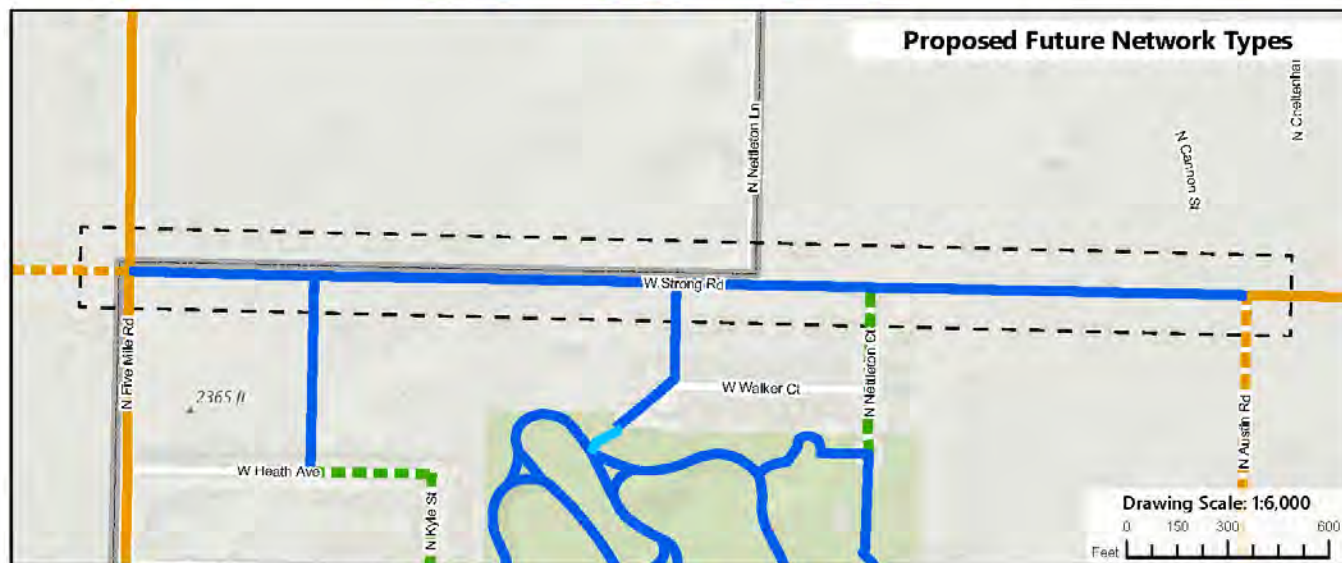 Proposed Future Network Types
N Cheltenha
N Nettleton Ln
N Cannon St
W Strong Rd
N Five Mile Rd
2365 ft
W Walker Ct
N Nettleton Ct
N Austin Rd
W Heath Ave
N Kyle St
Drawing Scale: 1:6,000
0 150 300 600
Feet